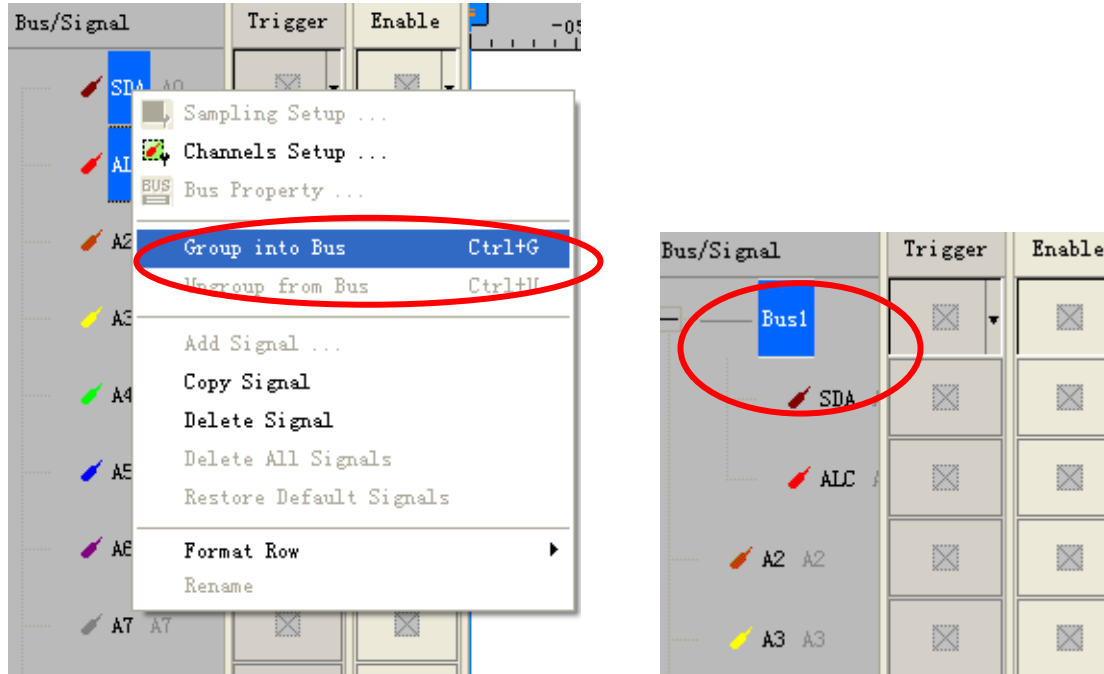 Bus/Signal Trigger Enable -05
SDA A0
Sampling Setup ...
Channels Setup ...
BUS Bus Property ...
A2
Group into Bus Ctrl+G
Ungroup from Bus Ctrl+U
A3
Add Signal ...
Copy Signal
A4
Delete Signal
Delete All Signals
A5
Restore Default Signals
A6 Format Row
Rename
A7 A7
Bus/Signal Trigger Enable
Bus1
SDA
ALC
A2 A2
A3 A3